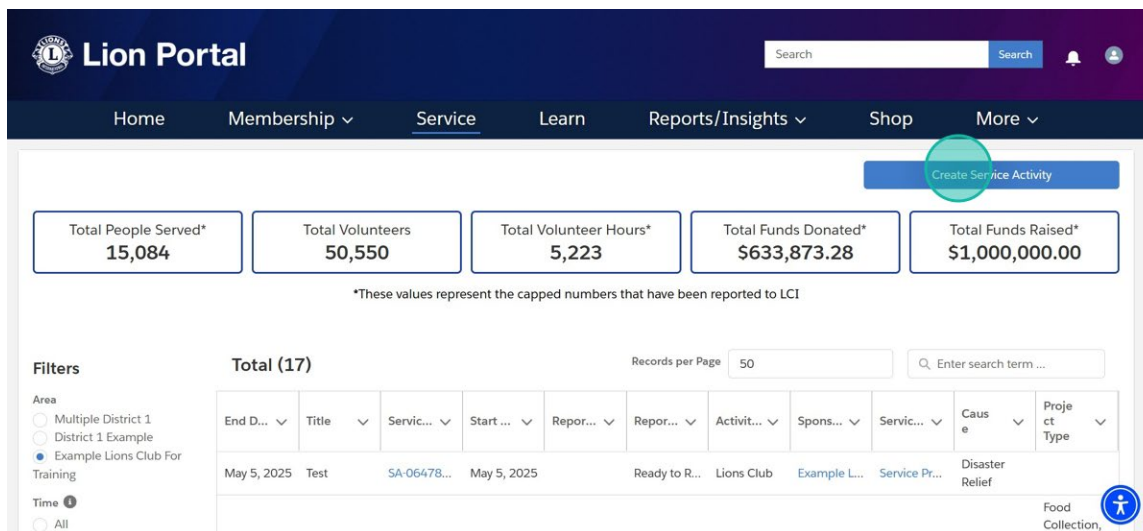 LIONS
L
Lion Portal
Search
Search
Home Membership Service Learn Reports/Insights Shop More
Create Service Activity
Total People Served* Total Volunteers Total Volunteer Hours* Total Funds Donated* Total Funds Raised*
15,084 50,550 5,223 $633,873.28 $1,000,000.00
*These values represent the capped numbers that have been reported to LCI
Filters Total (17) Records per Page 50 Enter search term ...
Area
Multiple District 1
District 1 Example
Example Lions Club For
Training
Time
All
End D... Title Servic... Start ... Repor... Repor... Activit... Spons... Servic... Caus
e Proje
ct
Type
May 5, 2025 Test SA-06478... May 5, 2025 Ready to R... Lions Club Example L... Service Pr... Disaster
Relief
Food
Collection,